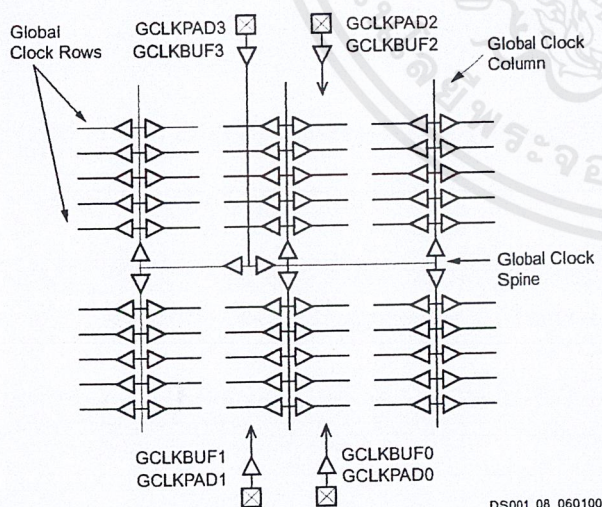 Global
Clock Rows
GCLKPAD3
GCLKBUF3
GCLKPAD2
GCLKBUF2
Global Clock
Column
Global Clock
Spine
GCLKBUF1
GCLKPAD1
GCLKBUF0
GCLKPAD0
DS001_08_060100